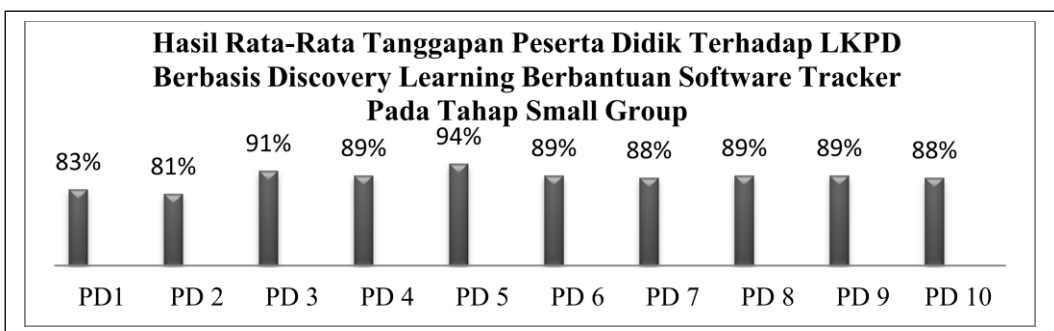 Hasil Rata-Rata Tanggapan Peserta Didik Terhadap LKPD
Berbasis Discovery Learning Berbantuan Software Tracker
Pada Tahap Small Group
83% 81% 91% 89% 94% 89% 88% 89% 89% 88%
PD1 PD 2 PD 3 PD 4 PD 5 PD 6 PD 7 PD 8 PD 9 PD 10